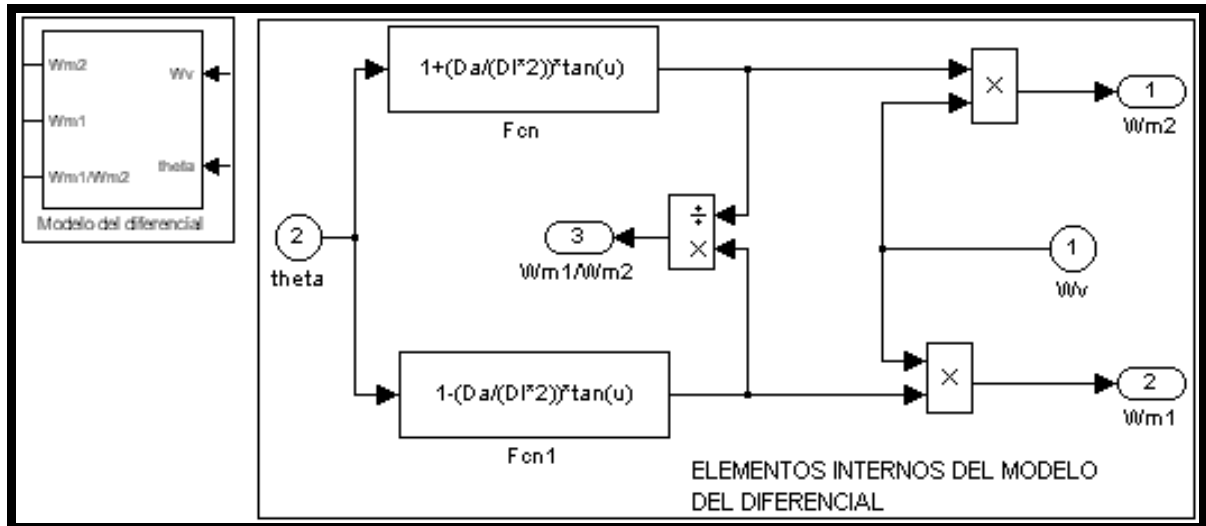 Wm2
Wv
Wm1
theta
Wm1/Wm2
Modelo del diferencial
1+(Da/(Dl*2))*tan(u)
Fcn
×
1
Wm2
2
theta
÷
×
3
Wm1/Wm2
1
Wv
1-(Da/(Dl*2))*tan(u)
Fcn1
×
2
Wm1
ELEMENTOS INTERNOS DEL MODELO
DEL DIFERENCIAL